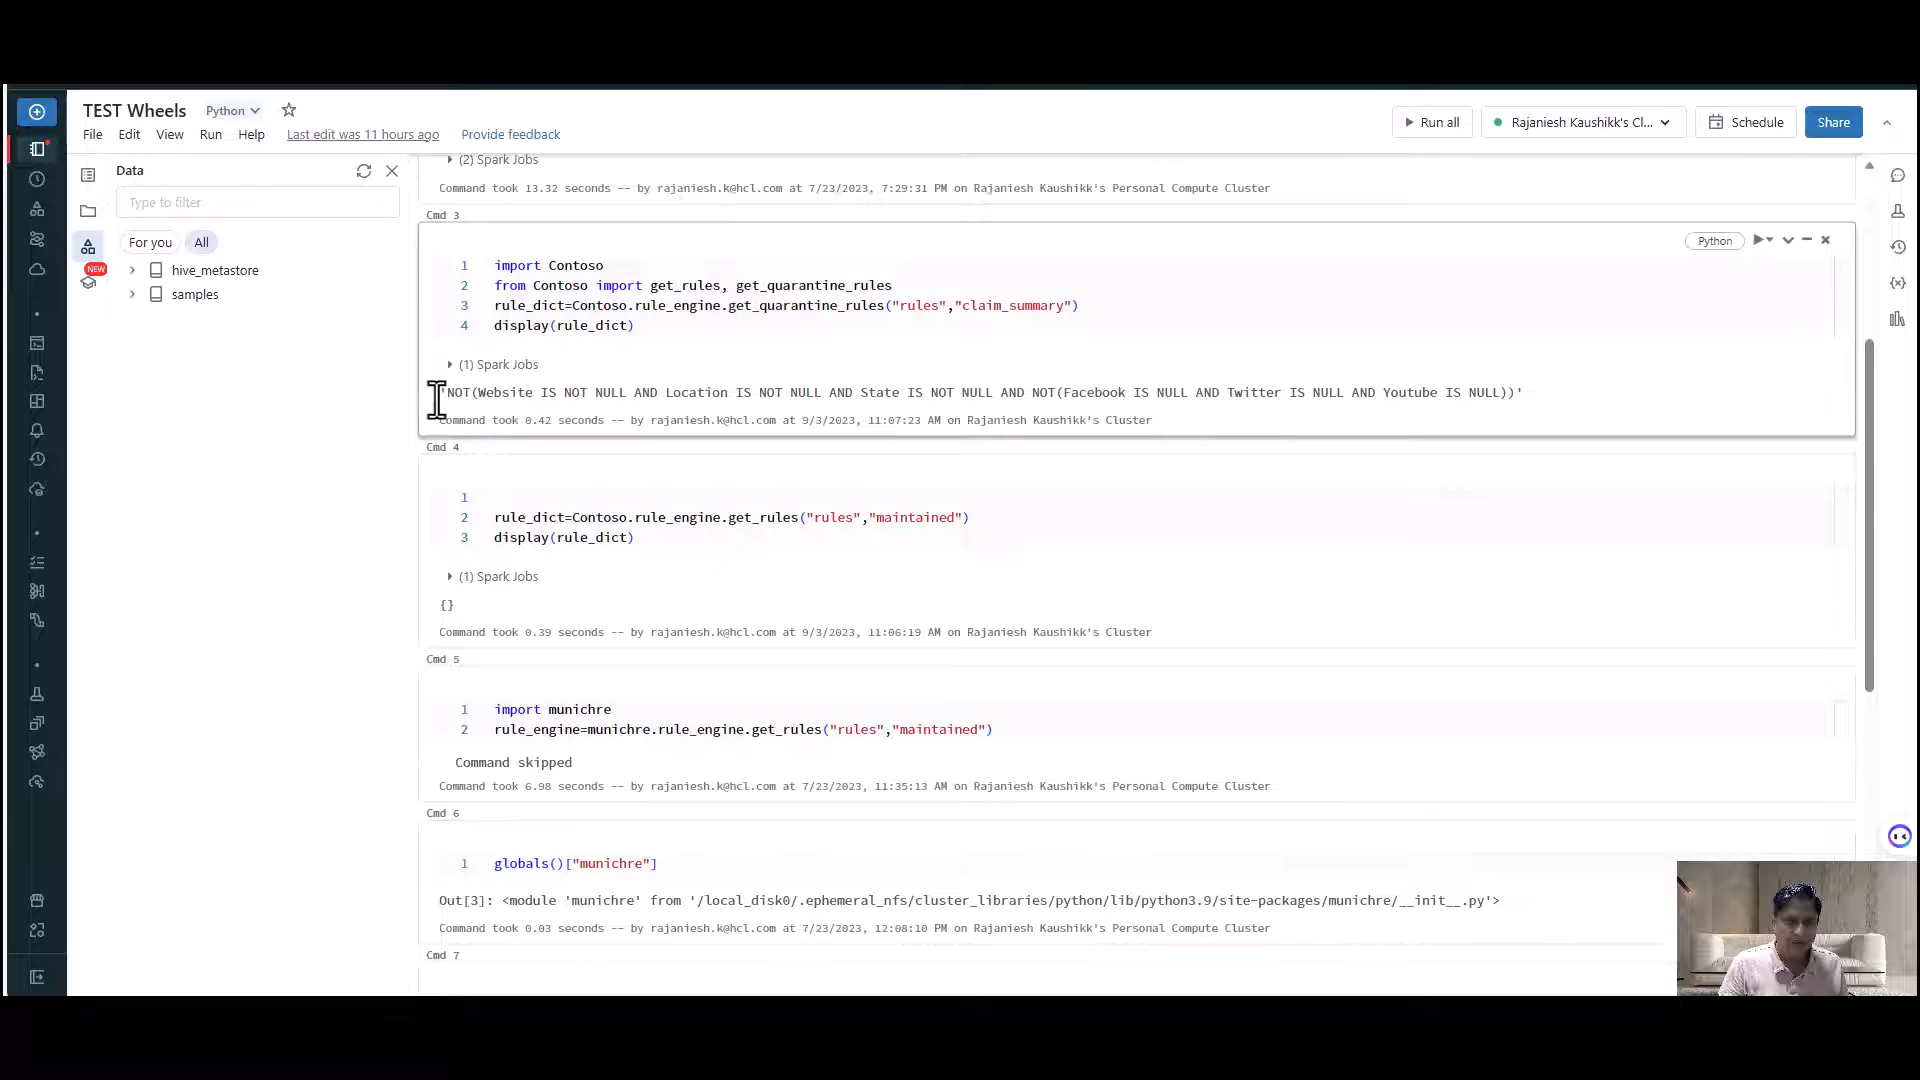 TEST Wheels Python
File Edit View Run Help Last edit was 11 hours ago Provide feedback
Run all Rajaniesh Kaushikk's Cl... Schedule Share
Data
Type to filter
For you All
NEW
hive_metastore
samples
(2) Spark Jobs
Command took 13.32 seconds -- by rajaniesh.k@hcl.com at 7/23/2023, 7:29:31 PM on Rajaniesh Kaushikk's Personal Compute Cluster
Cmd 3
Python
1 import Contoso
2 from Contoso import get_rules, get_quarantine_rules
3 rule_dict=Contoso.rule_engine.get_quarantine_rules("rules","claim_summary")
4 display(rule_dict)
(1) Spark Jobs
'NOT(Website IS NOT NULL AND Location IS NOT NULL AND State IS NOT NULL AND NOT(Facebook IS NULL AND Twitter IS NULL AND Youtube IS NULL))'
Command took 0.42 seconds -- by rajaniesh.k@hcl.com at 9/3/2023, 11:07:23 AM on Rajaniesh Kaushikk's Cluster
Cmd 4
1
2 rule_dict=Contoso.rule_engine.get_rules("rules","maintained")
3 display(rule_dict)
(1) Spark Jobs
{}
Command took 0.39 seconds -- by rajaniesh.k@hcl.com at 9/3/2023, 11:06:19 AM on Rajaniesh Kaushikk's Cluster
Cmd 5
1 import munichre
2 rule_engine=munichre.rule_engine.get_rules("rules","maintained")
Command skipped
Command took 6.98 seconds -- by rajaniesh.k@hcl.com at 7/23/2023, 11:35:13 AM on Rajaniesh Kaushikk's Personal Compute Cluster
Cmd 6
1 globals()["munichre"]
Out[3]: <module 'munichre' from '/local_disk0/.ephemeral_nfs/cluster_libraries/python/lib/python3.9/site-packages/munichre/__init__.py'>
Command took 0.03 seconds -- by rajaniesh.k@hcl.com at 7/23/2023, 12:08:10 PM on Rajaniesh Kaushikk's Personal Compute Cluster
Cmd 7